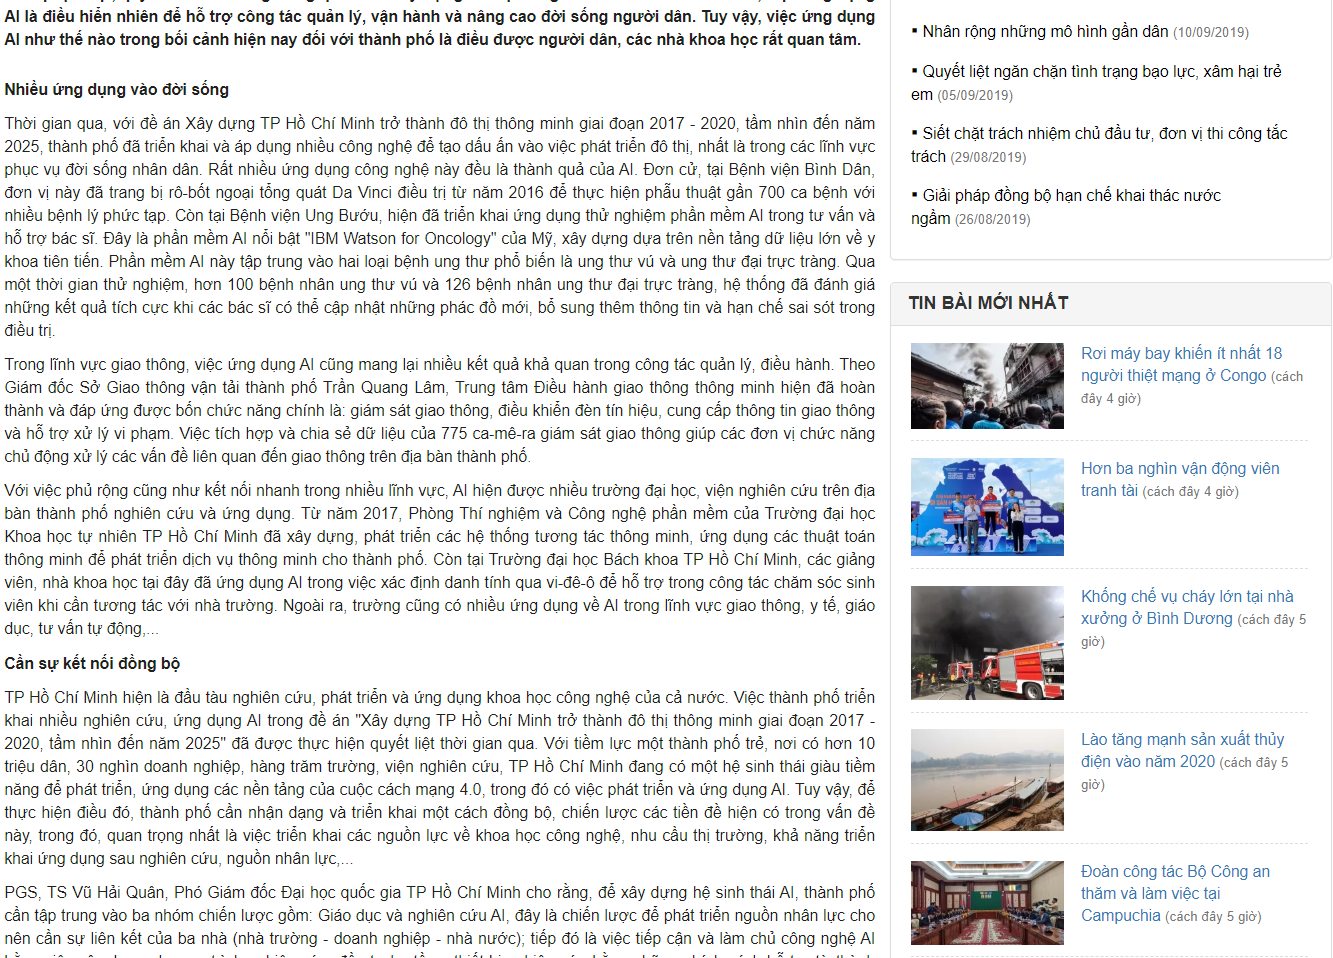 AI là điều hiển nhiên để hỗ trợ công tác quản lý, vận hành và nâng cao đời sống người dân. Tuy vậy, việc ứng dụng
AI như thế nào trong bối cảnh hiện nay đối với thành phố là điều được người dân, các nhà khoa học rất quan tâm.
Nhiều ứng dụng vào đời sống
Thời gian qua, với đề án Xây dựng TP Hồ Chí Minh trở thành đô thị thông minh giai đoạn 2017 - 2020, tầm nhìn đến năm
2025, thành phố đã triển khai và áp dụng nhiều công nghệ để tạo dấu ấn vào việc phát triển đô thị, nhất là trong các lĩnh vực
phục vụ đời sống nhân dân. Rất nhiều ứng dụng công nghệ này đều là thành quả của AI. Đơn cử, tại Bệnh viện Bình Dân,
đơn vị này đã trang bị rô-bốt ngoại tổng quát Da Vinci điều trị từ năm 2016 để thực hiện phẫu thuật gần 700 ca bệnh với
nhiều bệnh lý phức tạp. Còn tại Bệnh viện Ung Bướu, hiện đã triển khai ứng dụng thử nghiệm phần mềm AI trong tư vấn và
hỗ trợ bác sĩ. Đây là phần mềm AI nổi bật "IBM Watson for Oncology" của Mỹ, xây dựng dựa trên nền tảng dữ liệu lớn về y
khoa tiên tiến. Phần mềm AI này tập trung vào hai loại bệnh ung thư phổ biến là ung thư vú và ung thư đại trực tràng. Qua
một thời gian thử nghiệm, hơn 100 bệnh nhân ung thư vú và 126 bệnh nhân ung thư đại trực tràng, hệ thống đã đánh giá
những kết quả tích cực khi các bác sĩ có thể cập nhật những phác đồ mới, bổ sung thêm thông tin và hạn chế sai sót trong
điều trị.
Trong lĩnh vực giao thông, việc ứng dụng AI cũng mang lại nhiều kết quả khả quan trong công tác quản lý, điều hành. Theo
Giám đốc Sở Giao thông vận tải thành phố Trần Quang Lâm, Trung tâm Điều hành giao thông thông minh hiện đã hoàn
thành và đáp ứng được bốn chức năng chính là: giám sát giao thông, điều khiển đèn tín hiệu, cung cấp thông tin giao thông
và hỗ trợ xử lý vi phạm. Việc tích hợp và chia sẻ dữ liệu của 775 ca-mê-ra giám sát giao thông giúp các đơn vị chức năng
chủ động xử lý các vấn đề liên quan đến giao thông trên địa bàn thành phố.
Với việc phủ rộng cũng như kết nối nhanh trong nhiều lĩnh vực, AI hiện được nhiều trường đại học, viện nghiên cứu trên địa
bàn thành phố nghiên cứu và ứng dụng. Từ năm 2017, Phòng Thí nghiệm và Công nghệ phần mềm của Trường đại học
Khoa học tự nhiên TP Hồ Chí Minh đã xây dựng, phát triển các hệ thống tương tác thông minh, ứng dụng các thuật toán
thông minh để phát triển dịch vụ thông minh cho thành phố. Còn tại Trường đại học Bách khoa TP Hồ Chí Minh, các giảng
viên, nhà khoa học tại đây đã ứng dụng AI trong việc xác định danh tính qua vi-đê-ô để hỗ trợ trong công tác chăm sóc sinh
viên khi cần tương tác với nhà trường. Ngoài ra, trường cũng có nhiều ứng dụng về AI trong lĩnh vực giao thông, y tế, giáo
dục, tư vấn tự động,...
Cần sự kết nối đồng bộ
TP Hồ Chí Minh hiện là đầu tàu nghiên cứu, phát triển và ứng dụng khoa học công nghệ của cả nước. Việc thành phố triển
khai nhiều nghiên cứu, ứng dụng AI trong đề án "Xây dựng TP Hồ Chí Minh trở thành đô thị thông minh giai đoạn 2017 -
2020, tầm nhìn đến năm 2025" đã được thực hiện quyết liệt thời gian qua. Với tiềm lực một thành phố trẻ, nơi có hơn 10
triệu dân, 30 nghìn doanh nghiệp, hàng trăm trường, viện nghiên cứu, TP Hồ Chí Minh đang có một hệ sinh thái giàu tiềm
năng để phát triển, ứng dụng các nền tảng của cuộc cách mạng 4.0, trong đó có việc phát triển và ứng dụng AI. Tuy vậy, để
thực hiện điều đó, thành phố cần nhận dạng và triển khai một cách đồng bộ, chiến lược các tiền đề hiện có trong vấn đề
này, trong đó, quan trọng nhất là việc triển khai các nguồn lực về khoa học công nghệ, nhu cầu thị trường, khả năng triển
khai ứng dụng sau nghiên cứu, nguồn nhân lực,...
PGS, TS Vũ Hải Quân, Phó Giám đốc Đại học quốc gia TP Hồ Chí Minh cho rằng, để xây dựng hệ sinh thái AI, thành phố
cần tập trung vào ba nhóm chiến lược gồm: Giáo dục và nghiên cứu AI, đây là chiến lược để phát triển nguồn nhân lực cho
nên cần sự liên kết của ba nhà (nhà trường - doanh nghiệp - nhà nước); tiếp đó là việc tiếp cận và làm chủ công nghệ AI
▪ Nhân rộng những mô hình gần dân (10/09/2019)
▪ Quyết liệt ngăn chặn tình trạng bạo lực, xâm hại trẻ
em (05/09/2019)
▪ Siết chặt trách nhiệm chủ đầu tư, đơn vị thi công tắc
trách (29/08/2019)
▪ Giải pháp đồng bộ hạn chế khai thác nước
ngầm (26/08/2019)
TIN BÀI MỚI NHẤT
Rơi máy bay khiến ít nhất 18
người thiệt mạng ở Congo (cách
đây 4 giờ)
Hơn ba nghìn vận động viên
tranh tài (cách đây 4 giờ)
Khống chế vụ cháy lớn tại nhà
xưởng ở Bình Dương (cách đây 5
giờ)
Lào tăng mạnh sản xuất thủy
điện vào năm 2020 (cách đây 5
giờ)
Đoàn công tác Bộ Công an
thăm và làm việc tại
Campuchia (cách đây 5 giờ)